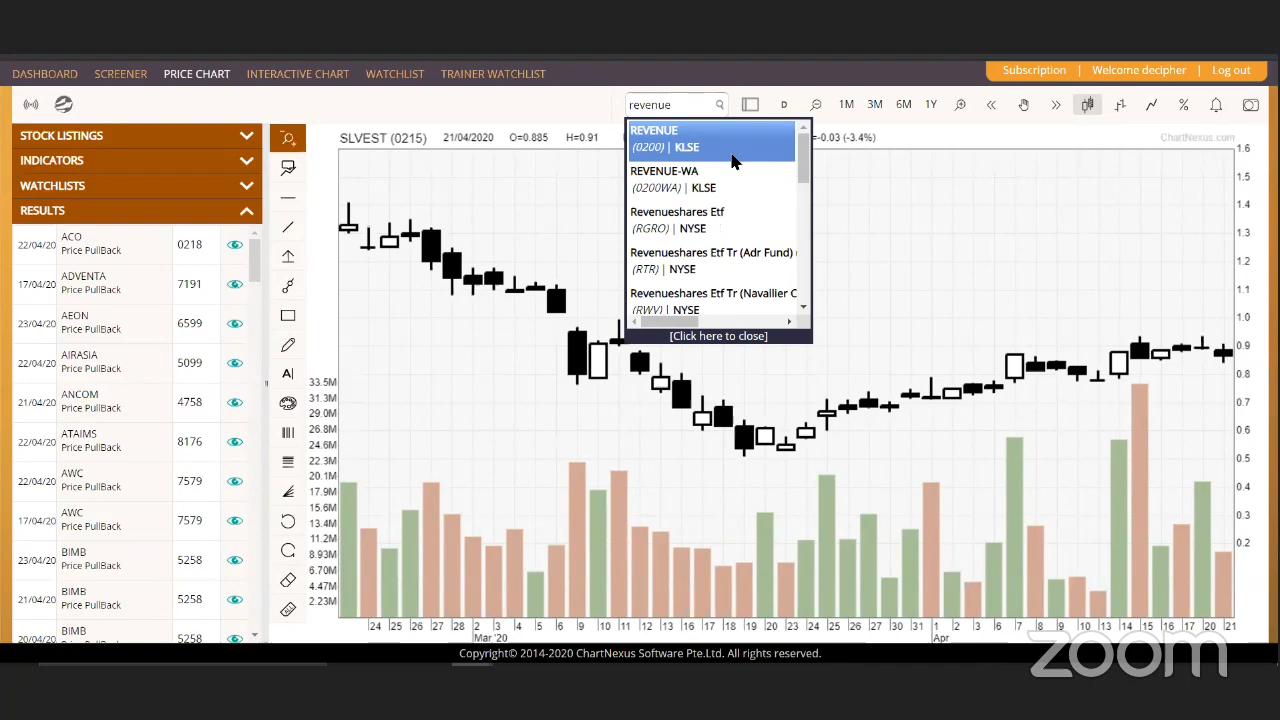 DASHBOARD SCREENER PRICE CHART INTERACTIVE CHART WATCHLIST TRAINER WATCHLIST
Subscription | Welcome decipher | Log out
revenue D 1M 3M 6M 1Y %
STOCK LISTINGS
INDICATORS
WATCHLISTS
RESULTS
22/04/20 ACO 0218
Price PullBack
17/04/20 ADVENTA 7191
Price PullBack
23/04/20 AEON 6599
Price PullBack
22/04/20 AIRASIA 5099
Price PullBack
21/04/20 ANCOM 4758
Price PullBack
22/04/20 ATAIMS 8176
Price PullBack
22/04/20 AWC 7579
Price PullBack
17/04/20 AWC 7579
Price PullBack
23/04/20 BIMB 5258
Price PullBack
21/04/20 BIMB 5258
Price PullBack
20/04/20 BIMB 5258
A
SLVEST (0215) 21/04/2020 O=0.885 H=0.91 =-0.03 (-3.4%)
ChartNexus.com
REVENUE
(0200) | KLSE
REVENUE-WA
(0200WA) | KLSE
Revenueshares Etf
(RGRO) | NYSE
Revenueshares Etf Tr (Adr Fund) (
(RTR) | NYSE
Revenueshares Etf Tr (Navallier C
(RWV) | NYSE
[Click here to close]
1.6
1.5
1.4
1.3
1.2
1.1
1.0
0.9
0.8
0.7
0.6
0.5
0.4
0.3
0.2
33.5M
31.3M
29.0M
26.8M
24.6M
22.3M
20.1M
17.9M
15.6M
13.4M
11.2M
8.93M
6.70M
4.47M
2.23M
24 25 26 27 28 2 3 4 5 6 9 10 11 12 13 16 17 18 19 20 23 24 25 26 27 30 31 1 2 3 6 7 8 9 10 13 14 15 16 17 20 21
Mar '20 Apr
Copyright© 2014-2020 ChartNexus Software Pte.Ltd. All rights reserved.
zoom